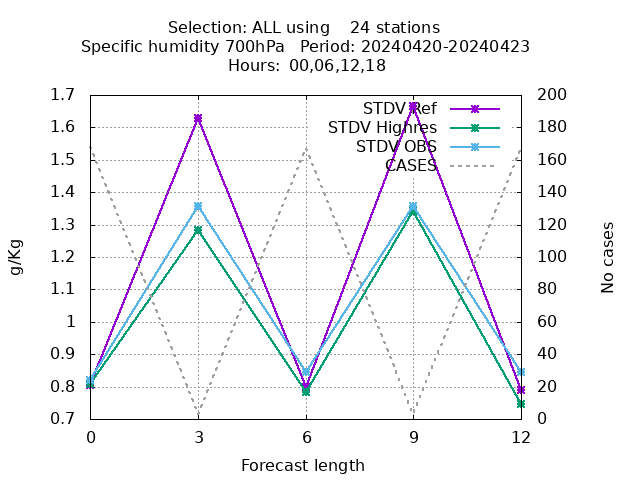 Selection: ALL using 24 stations
Specific humidity 700hPa Period: 20240420-20240423
Hours: 00,06,12,18
1.7
1.6
1.5
1.4
1.3
1.2
1.1
1
0.9
0.8
0.7
g/Kg
STDV Ref
STDV Highres
STDV OBS
CASES
200
180
160
140
120
100
80
60
40
20
0
No cases
0 3 6 9 12
Forecast length